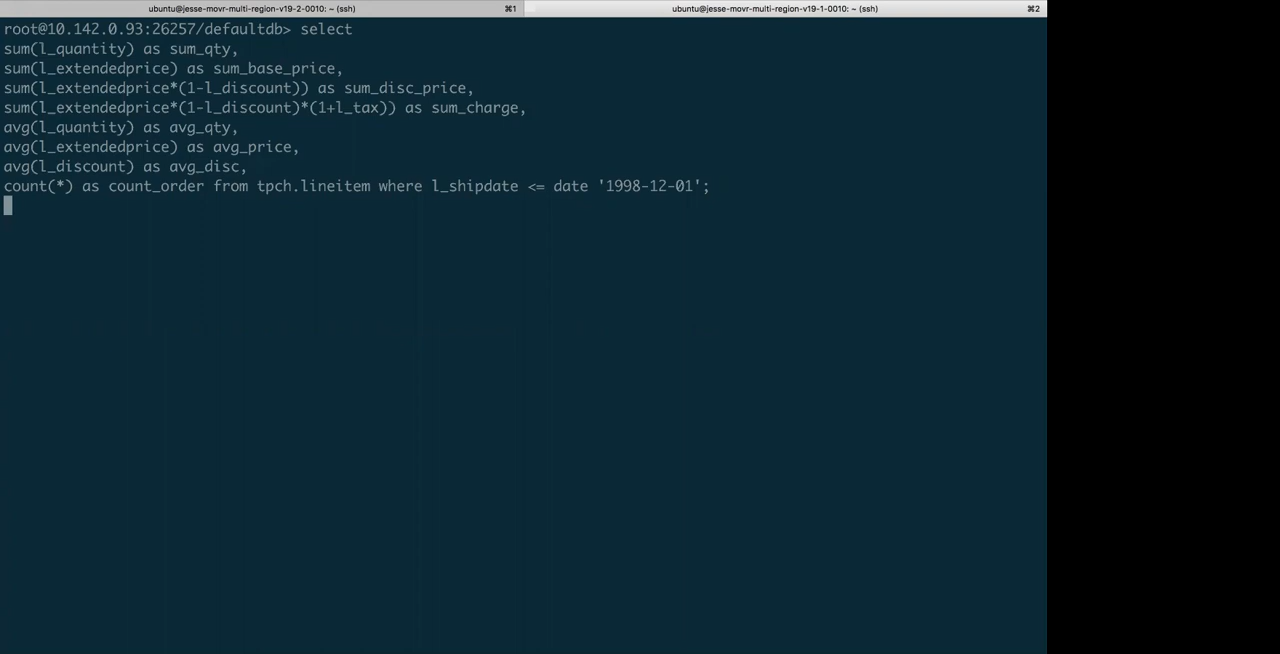 ubuntu@jesse-movr-multi-region-v19-2-0010: ~ (ssh) ⌘1 ubuntu@jesse-movr-multi-region-v19-1-0010: ~ (ssh) ⌘2
root@10.142.0.93:26257/defaultdb> select
sum(l_quantity) as sum_qty,
sum(l_extendedprice) as sum_base_price,
sum(l_extendedprice*(1-l_discount)) as sum_disc_price,
sum(l_extendedprice*(1-l_discount)*(1+l_tax)) as sum_charge,
avg(l_quantity) as avg_qty,
avg(l_extendedprice) as avg_price,
avg(l_discount) as avg_disc,
count(*) as count_order from tpch.lineitem where l_shipdate <= date '1998-12-01';